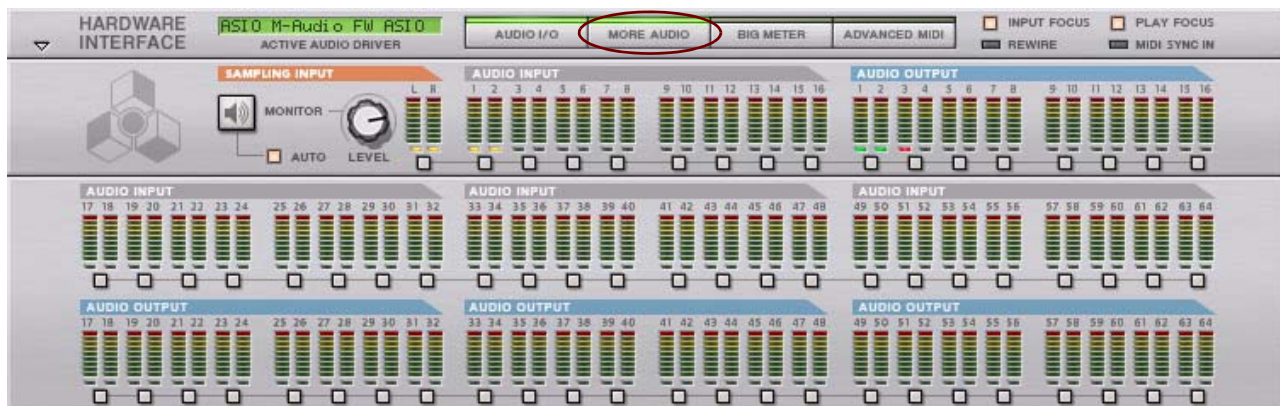 HARDWARE INTERFACE
ASIO M-Audio FW ASIO
ACTIVE AUDIO DRIVER
AUDIO I/O MORE AUDIO BIG METER ADVANCED MIDI
INPUT FOCUS PLAY FOCUS
REWIRE MIDI SYNC IN
SAMPLING INPUT
L R
MONITOR
AUTO LEVEL
AUDIO INPUT
1 2 3 4 5 6 7 8 9 10 11 12 13 14 15 16
AUDIO OUTPUT
1 2 3 4 5 6 7 8 9 10 11 12 13 14 15 16
AUDIO INPUT
17 18 19 20 21 22 23 24 25 26 27 28 29 30 31 32
AUDIO INPUT
33 34 35 36 37 38 39 40 41 42 43 44 45 46 47 48
AUDIO INPUT
49 50 51 52 53 54 55 56 57 58 59 60 61 62 63 64
AUDIO OUTPUT
17 18 19 20 21 22 23 24 25 26 27 28 29 30 31 32
AUDIO OUTPUT
33 34 35 36 37 38 39 40 41 42 43 44 45 46 47 48
AUDIO OUTPUT
49 50 51 52 53 54 55 56 57 58 59 60 61 62 63 64